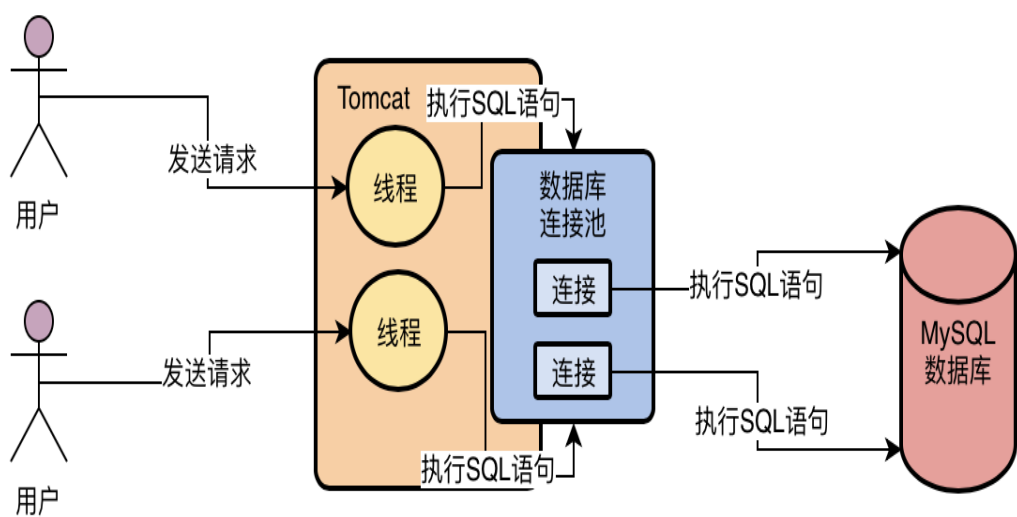 Tomcat
执行SQL语句
发送请求
线程
用户
数据库
连接池
连接
执行SQL语句
线程
发送请求
连接
MySQL
数据库
执行SQL语句
执行SQL语句
用户